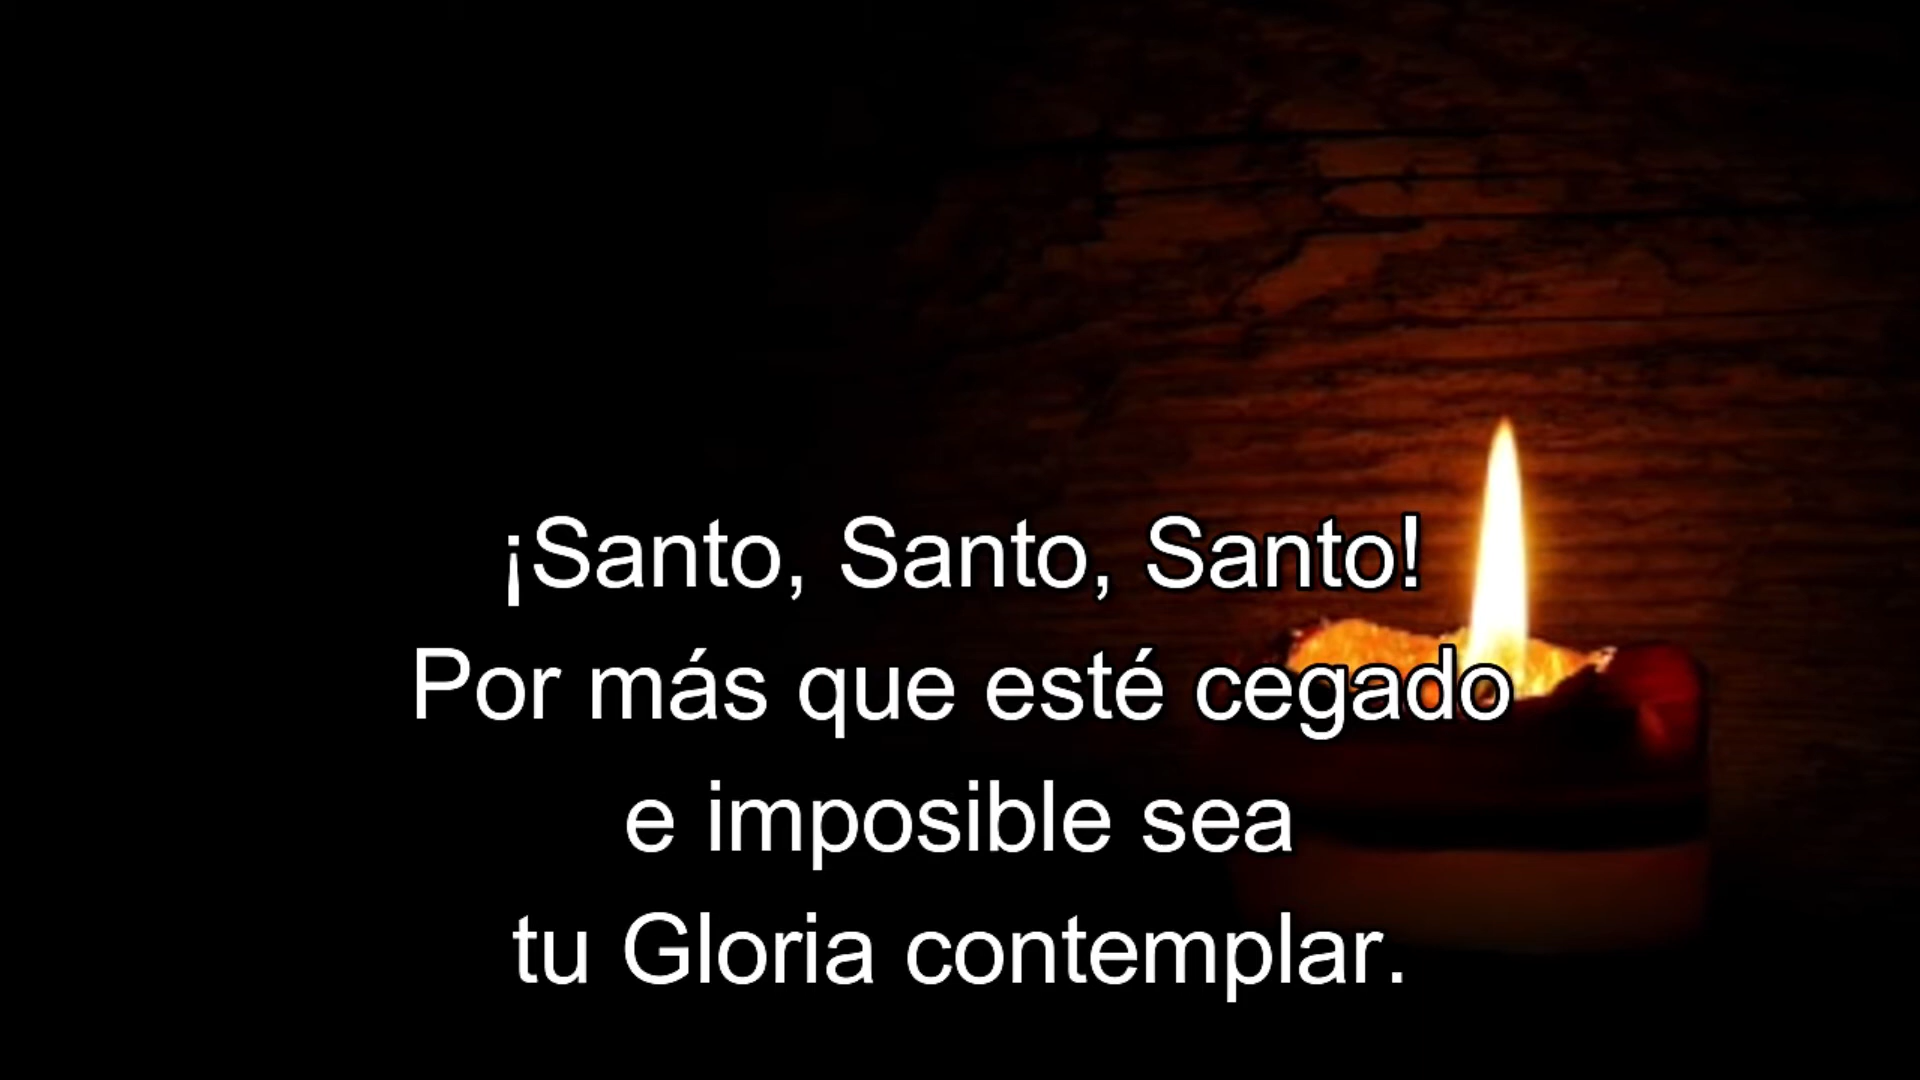 ¡Santo, Santo, Santo!
Por más que esté cegado
e imposible sea
tu Gloria contemplar.